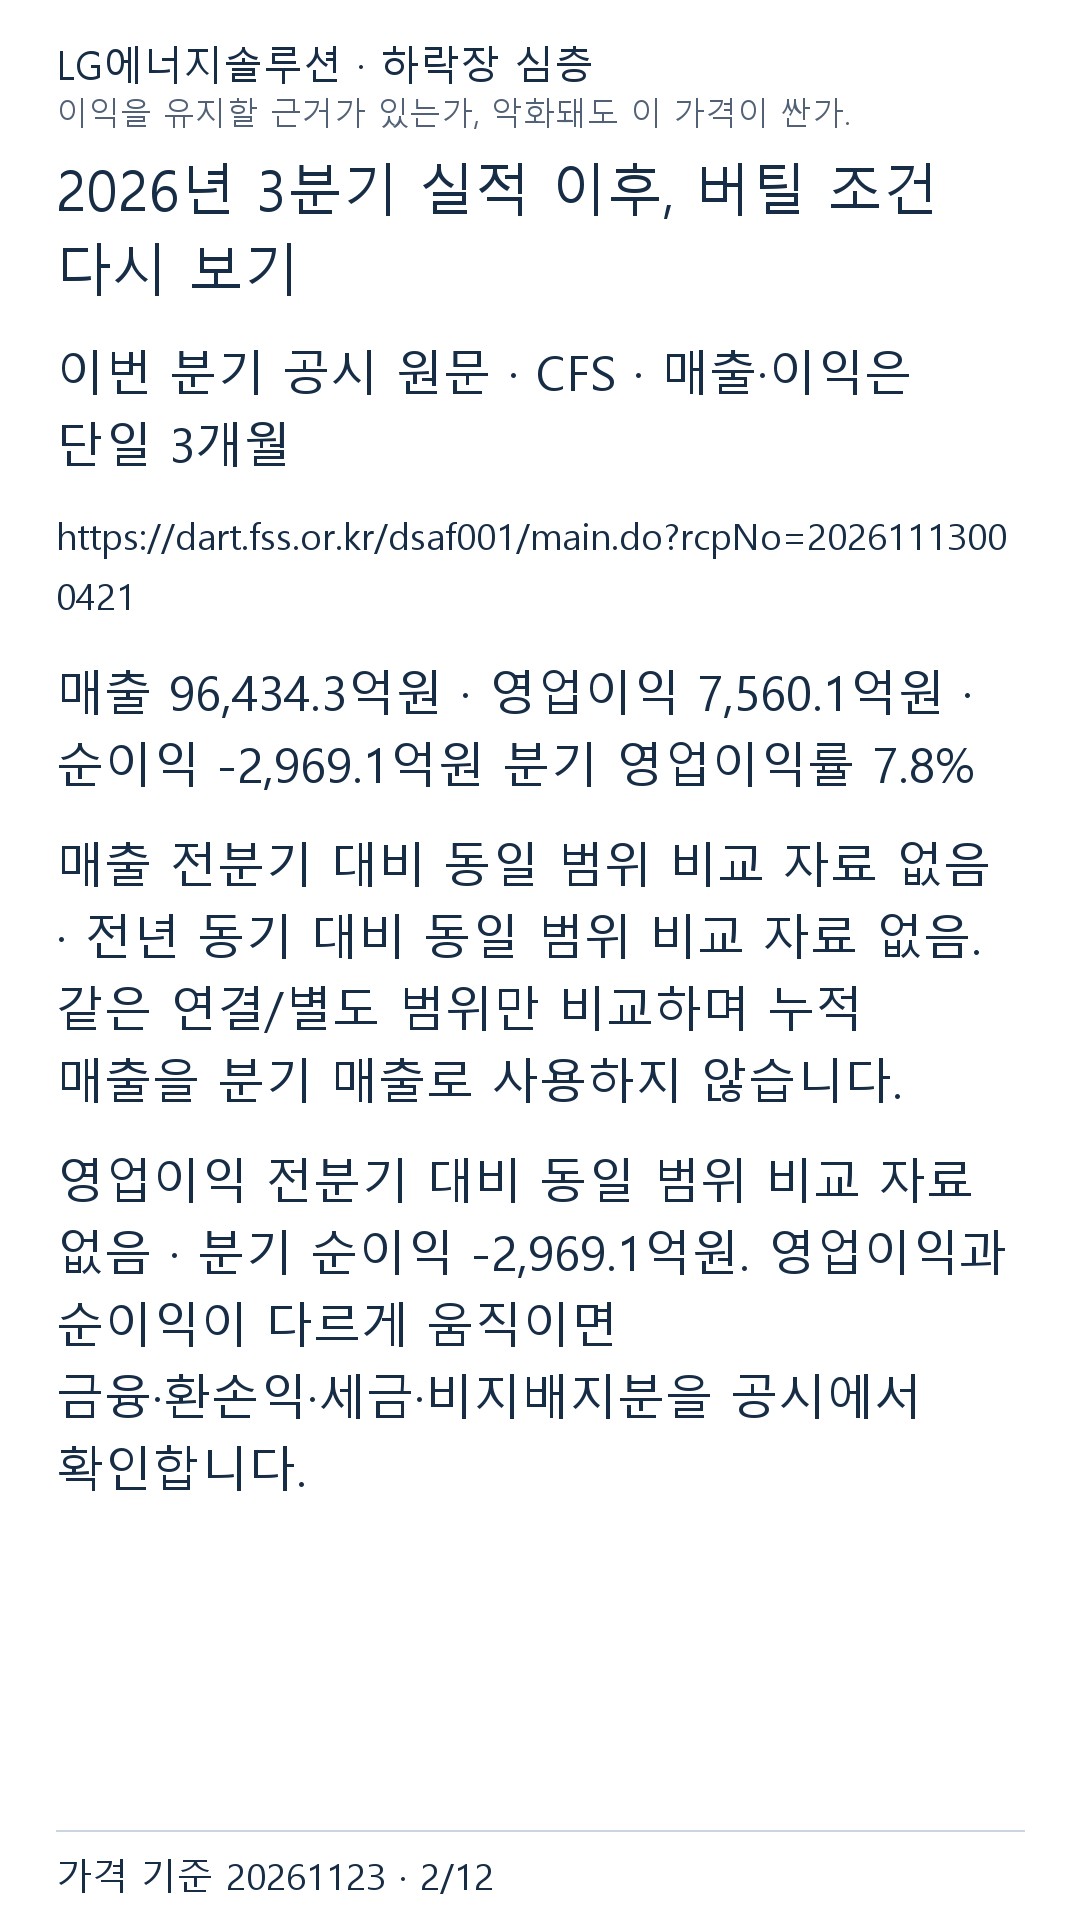 LG에너지솔루션 · 하락장 심층
이익을 유지할 근거가 있는가, 악화돼도 이 가격이 싼가.
2026년 3분기 실적 이후, 버틸 조건
다시 보기
이번 분기 공시 원문 · CFS · 매출·이익은
단일 3개월
https://dart.fss.or.kr/dsaf001/main.do?rcpNo=2026111300
0421
매출 96,434.3억원 · 영업이익 7,560.1억원 ·
순이익 -2,969.1억원 분기 영업이익률 7.8%
매출 전분기 대비 동일 범위 비교 자료 없음
· 전년 동기 대비 동일 범위 비교 자료 없음.
같은 연결/별도 범위만 비교하며 누적
매출을 분기 매출로 사용하지 않습니다.
영업이익 전분기 대비 동일 범위 비교 자료
없음 · 분기 순이익 -2,969.1억원. 영업이익과
순이익이 다르게 움직이면
금융·환손익·세금·비지배지분을 공시에서
확인합니다.
가격 기준 20261123 · 2/12